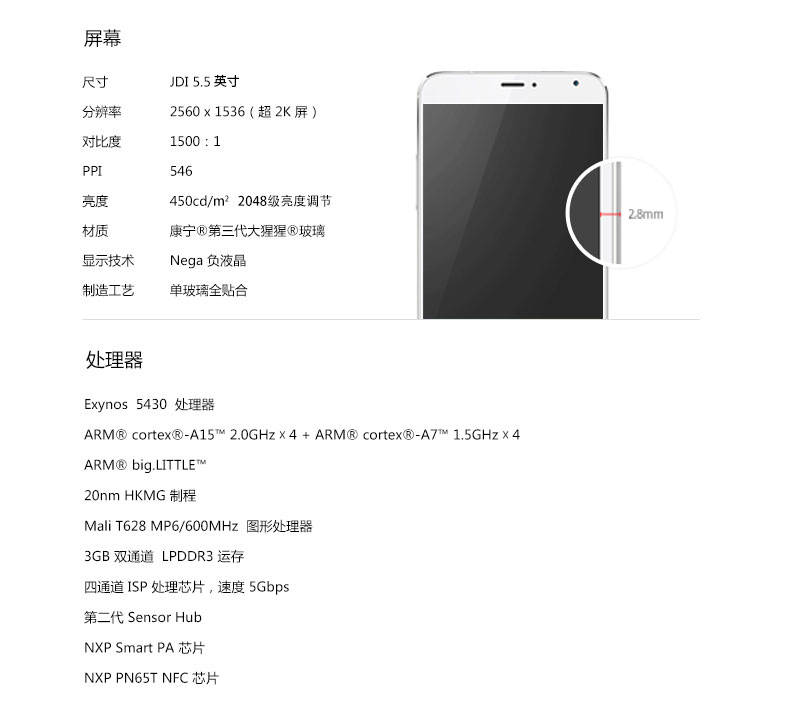 屏幕
尺寸 JDI 5.5 英寸
分辨率 2560 x 1536（超 2K 屏）
对比度 1500：1
PPI 546
亮度 450cd/m² 2048级亮度调节
材质 康宁®第三代大猩猩®玻璃
显示技术 Nega 负液晶
制造工艺 单玻璃全贴合
2.8mm
处理器
Exynos 5430 处理器
ARM® cortex®-A15™ 2.0GHz x 4 + ARM® cortex®-A7™ 1.5GHz x 4
ARM® big.LITTLE™
20nm HKMG 制程
Mali T628 MP6/600MHz 图形处理器
3GB 双通道 LPDDR3 运存
四通道 ISP 处理芯片，速度 5Gbps
第二代 Sensor Hub
NXP Smart PA 芯片
NXP PN65T NFC 芯片